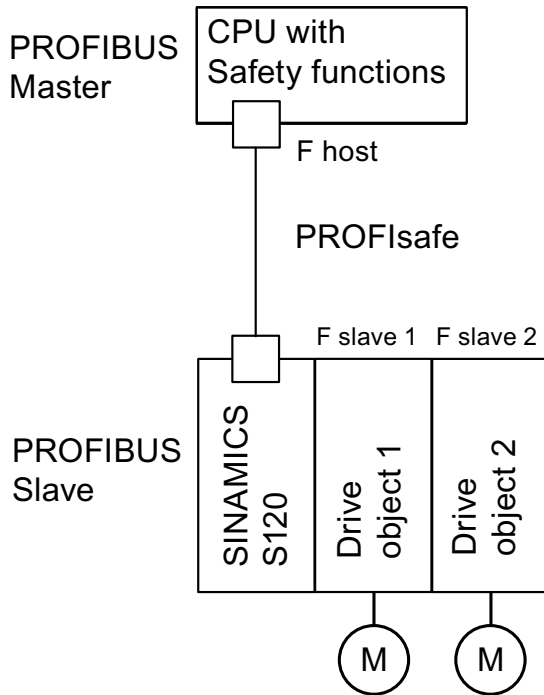 PROFIBUS
Master
CPU with
Safety functions
F host
PROFIsafe
F slave 1
F slave 2
PROFIBUS
Slave
SINAMICS
S120
Drive
object 1
Drive
object 2
M
M